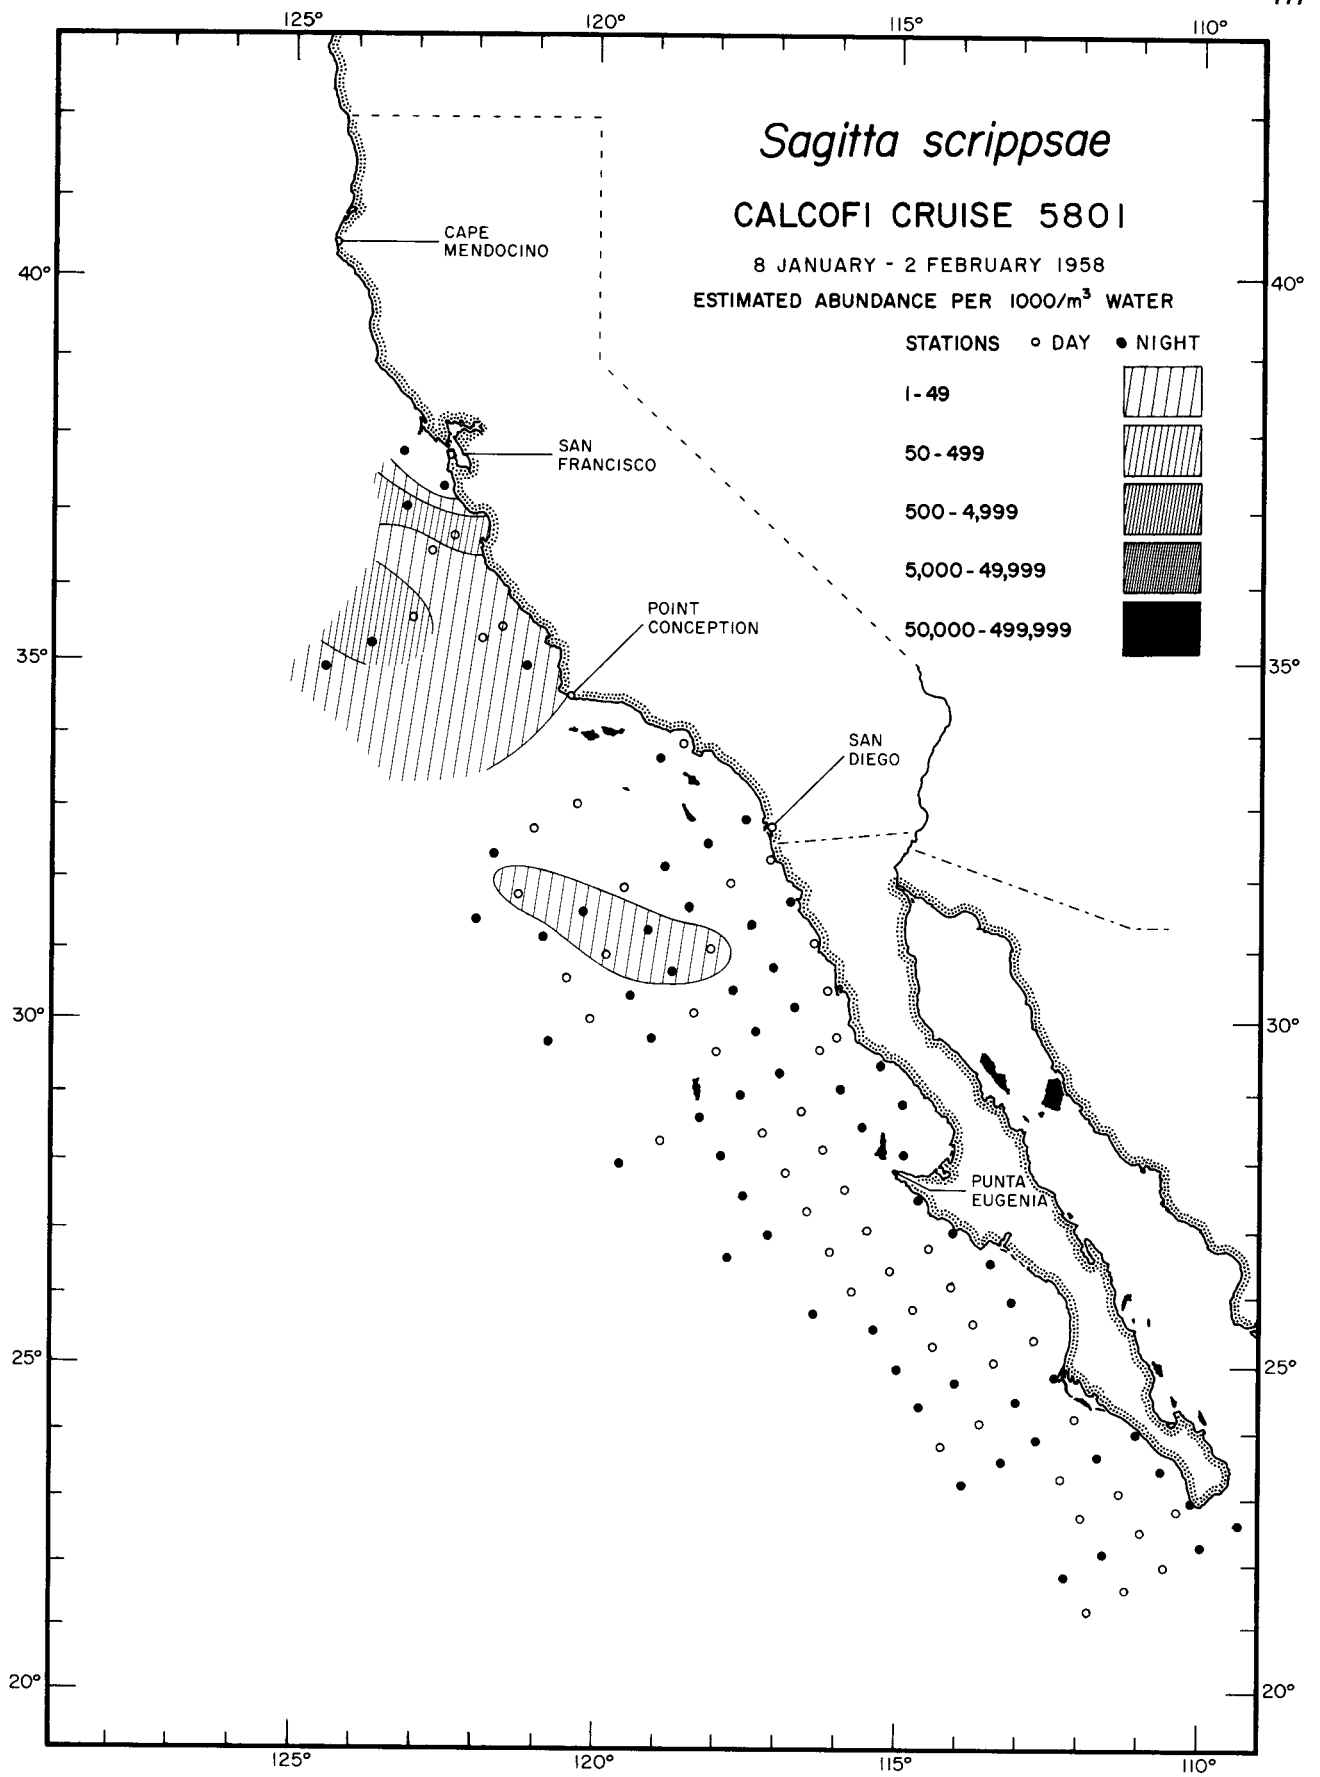 125° 120° 115° 110°
Sagitta scrippsae
CALCOFI CRUISE 5801
8 JANUARY - 2 FEBRUARY 1958
ESTIMATED ABUNDANCE PER 1000/m³ WATER
STATIONS ○ DAY ● NIGHT
1-49
50-499
500-4,999
5,000-49,999
50,000-499,999
CAPE
MENDOCINO
40° 40°
SAN
FRANCISCO
POINT
CONCEPTION
35° 35°
SAN
DIEGO
30° 30°
PUNTA
EUGENIA
25° 25°
20° 20°
125° 120° 115° 110°